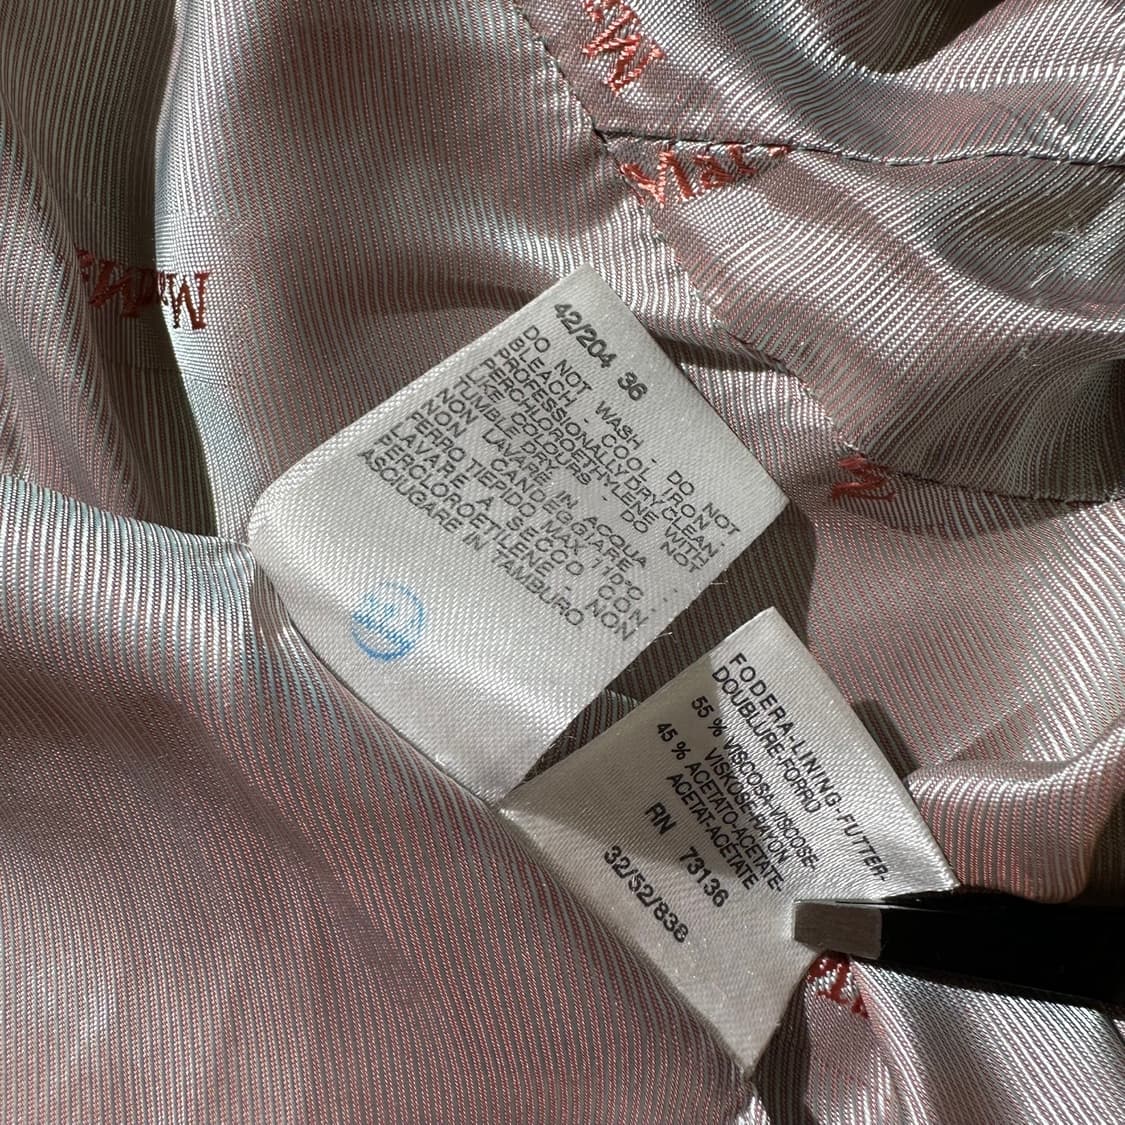 42/204 36
DO NOT WASH - DO NOT
BLEACH - COOL IRON -
PROFESSIONALLY DRY CLEAN,
PERCHLOROETHYLENE WITH
LIKE COLOURS - DO NOT
TUMBLE DRY
NON LAVARE IN ACQUA
NON CANDEGGIARE
FERRO TIEPIDO MAX 110°C
LAVARE A SECCO CON
PERCLOROETILENE - NON
ASCIUGARE IN TAMBURO
FODERA-LINING-FUTTER-
DOUBLURE-FORRO
55 % VISCOSA-VISCOSE-
VISKOSE-RAYON
45 % ACETATO-ACETATE-
ACETAT-ACETATE
RN 73136
32/52/838